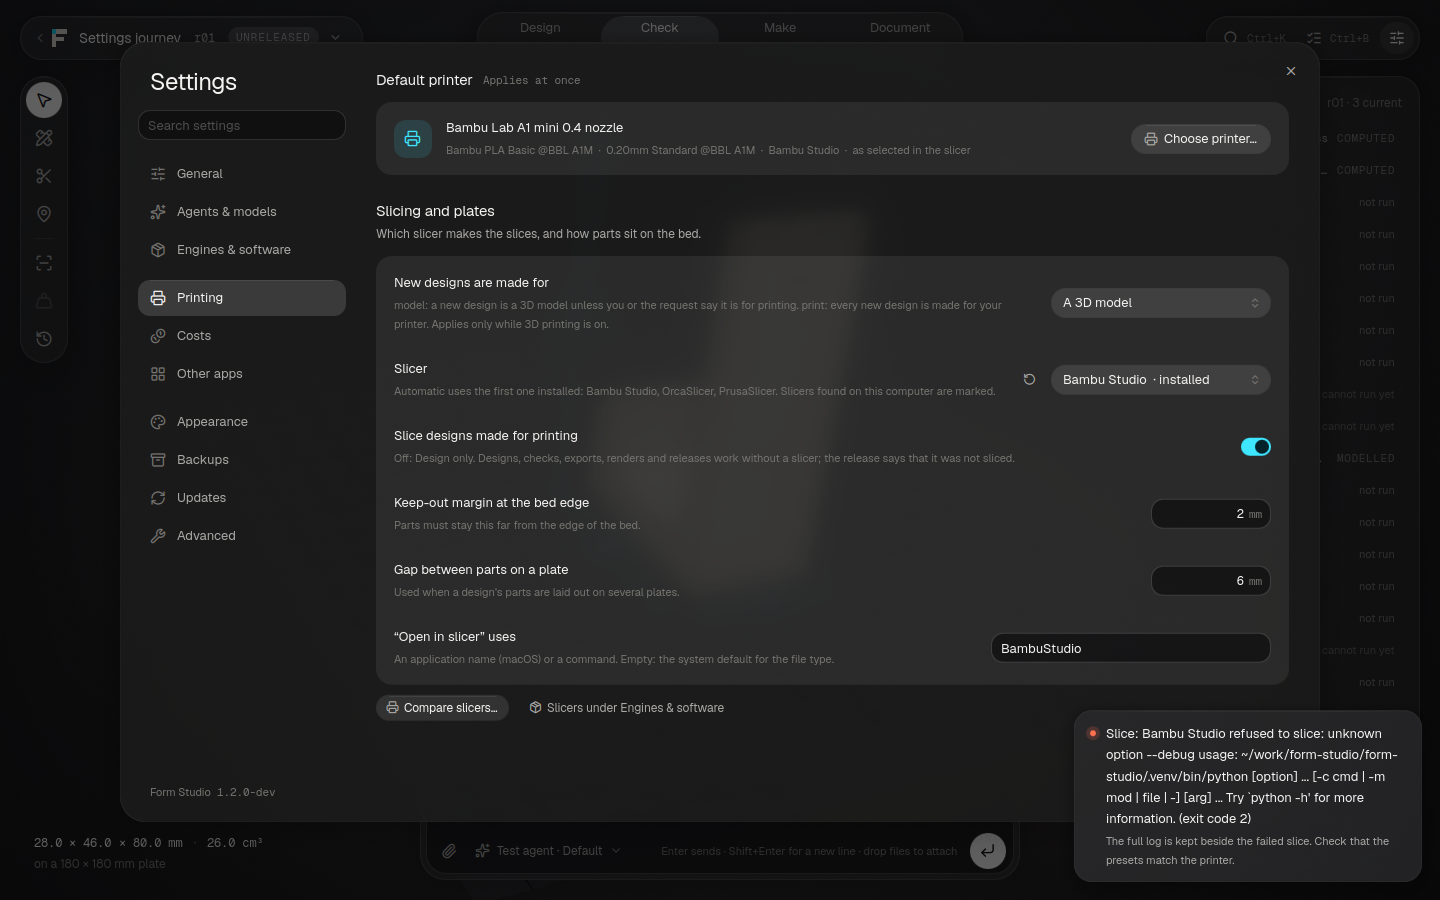 Settings journey r01 UNRELEASED
Design
Check
Make
Document
Ctrl+K
Ctrl+B
Settings
Search settings
General
Agents & models
Engines & software
Printing
Costs
Other apps
Appearance
Backups
Updates
Advanced
Form Studio 1.2.0-dev
Default printer Applies at once
Bambu Lab A1 mini 0.4 nozzle
Bambu PLA Basic @BBL A1M · 0.20mm Standard @BBL A1M · Bambu Studio · as selected in the slicer
Choose printer…
Slicing and plates
Which slicer makes the slices, and how parts sit on the bed.
New designs are made for
model: a new design is a 3D model unless you or the request say it is for printing. print: every new design is made for your
printer. Applies only while 3D printing is on.
A 3D model
Slicer
Automatic uses the first one installed: Bambu Studio, OrcaSlicer, PrusaSlicer. Slicers found on this computer are marked.
Bambu Studio · installed
Slice designs made for printing
Off: Design only. Designs, checks, exports, renders and releases work without a slicer; the release says that it was not sliced.
Keep-out margin at the bed edge
Parts must stay this far from the edge of the bed.
2 mm
Gap between parts on a plate
Used when a design's parts are laid out on several plates.
6 mm
“Open in slicer” uses
An application name (macOS) or a command. Empty: the system default for the file type.
BambuStudio
Compare slicers…
Slicers under Engines & software
r01 · 3 current
COMPUTED
COMPUTED
not run
not run
not run
not run
not run
not run
cannot run yet
cannot run yet
MODELLED
not run
not run
not run
not run
not run
cannot run yet
not run
Slice: Bambu Studio refused to slice: unknown
option --debug usage: ~/work/form-studio/form-
studio/.venv/bin/python [option] ... [-c cmd | -m
mod | file | -] [arg] ... Try `python -h' for more
information. (exit code 2)
The full log is kept beside the failed slice. Check that the
presets match the printer.
28.0 × 46.0 × 80.0 mm · 26.0 cm³
on a 180 × 180 mm plate
Test agent · Default
Enter sends · Shift+Enter for a new line · drop files to attach